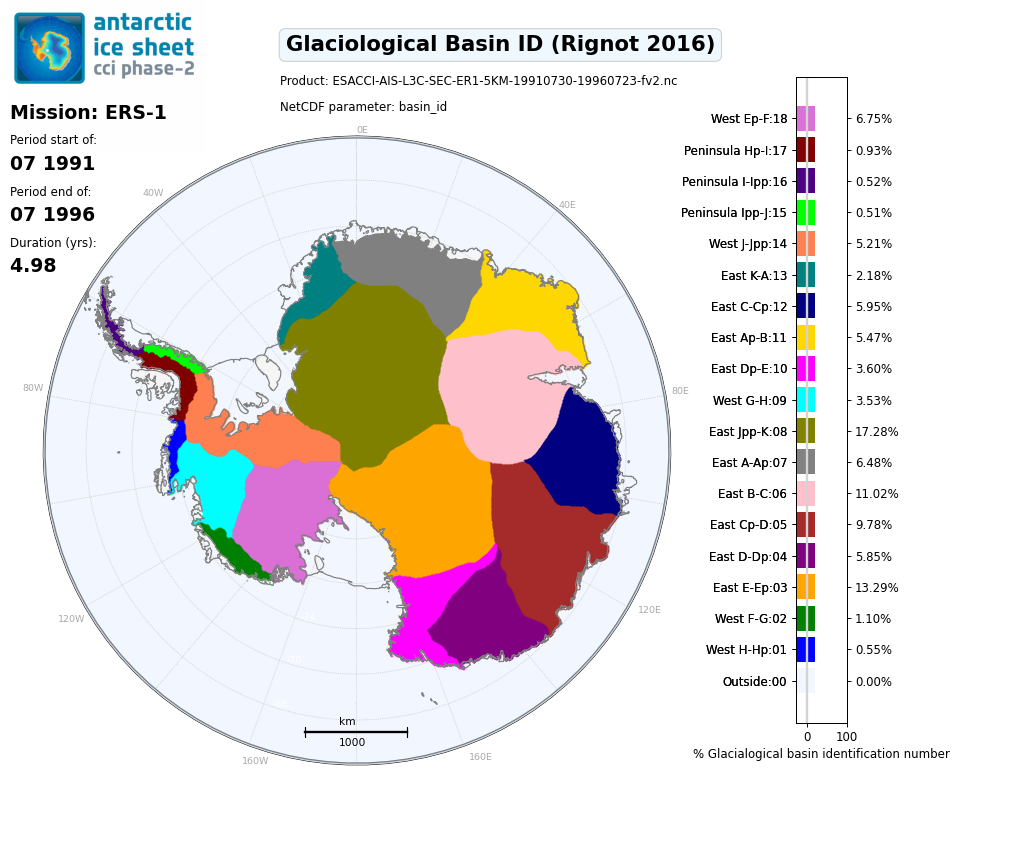 antarctic
ice sheet
cci phase-2
Glaciological Basin ID (Rignot 2016)
Product: ESACCI-AIS-L3C-SEC-ER1-5KM-19910730-19960723-fv2.nc
NetCDF parameter: basin_id
Mission: ERS-1
Period start of:
07 1991
Period end of:
07 1996
Duration (yrs):
4.98
0E
40W
40E
80W
80E
120W
120E
160W
160E
km
1000
West Ep-F:18 6.75%
Peninsula Hp-I:17 0.93%
Peninsula I-Ipp:16 0.52%
Peninsula Ipp-J:15 0.51%
West J-Jpp:14 5.21%
East K-A:13 2.18%
East C-Cp:12 5.95%
East Ap-B:11 5.47%
East Dp-E:10 3.60%
West G-H:09 3.53%
East Jpp-K:08 17.28%
East A-Ap:07 6.48%
East B-C:06 11.02%
East Cp-D:05 9.78%
East D-Dp:04 5.85%
East E-Ep:03 13.29%
West F-G:02 1.10%
West H-Hp:01 0.55%
Outside:00 0.00%
0 100
% Glacialogical basin identification number